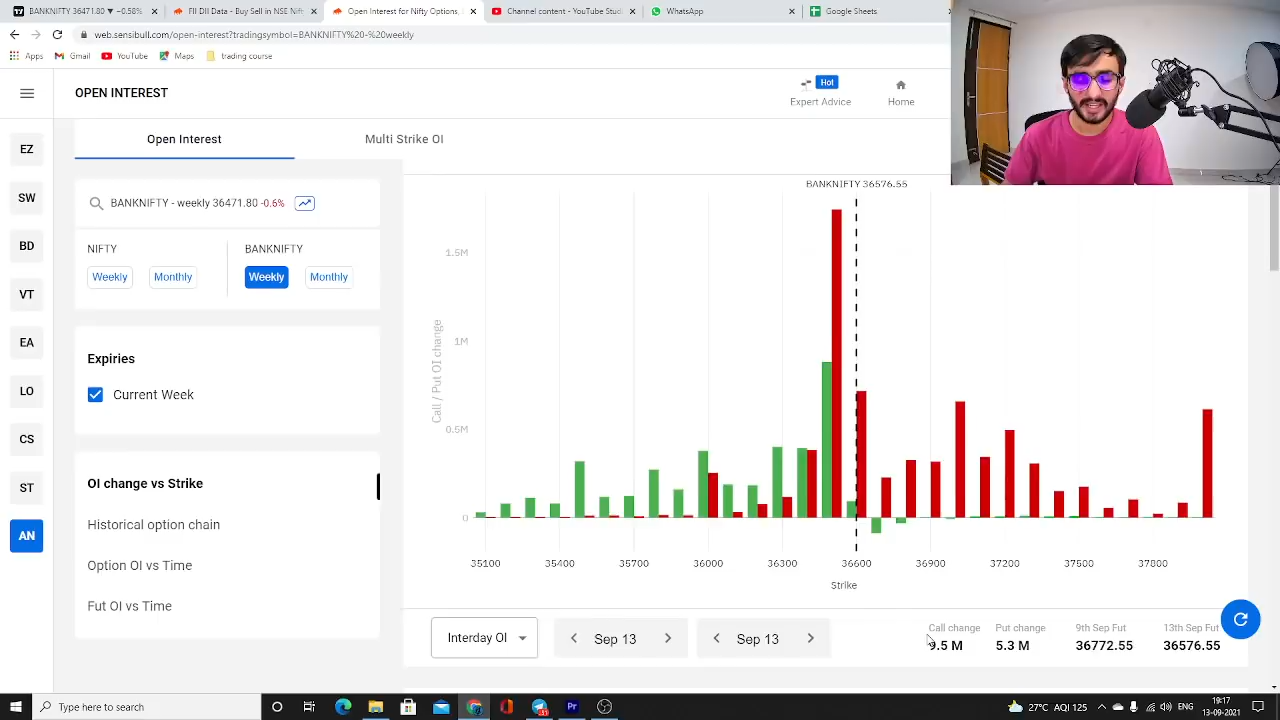 BANKNIFTY 36471.80 ▼ −0.58%
FII DII Data - Buy Sell in NSE Nif
Open Interest for Nifty Options,
Channel content - YouTube Studi
WhatsApp
Google Sheets
web.sensibull.com/open-interest?tradingsymbol=BANKNIFTY%20-%20weekly
Apps
Gmail
YouTube
Maps
trading course
OPEN INTEREST
Hot
Expert Advice
Home
EZ
SW
BD
VT
EA
LO
CS
ST
AN
Open Interest
Multi Strike OI
BANKNIFTY - weekly 36471.80 -0.6%
NIFTY
BANKNIFTY
Weekly
Monthly
Weekly
Monthly
Expiries
Current Week
OI change vs Strike
Historical option chain
Option OI vs Time
Fut OI vs Time
BANKNIFTY 36576.55
Call / Put OI change
1.5M
1M
0.5M
0
35100
35400
35700
36000
36300
36600
36900
37200
37500
37800
Strike
Interday OI
Sep 13
Sep 13
Call change
9.5 M
Put change
5.3 M
9th Sep Fut
36772.55
13th Sep Fut
36576.55
Type here to search
27°C AQI 125
ENG
19:17
13-09-2021